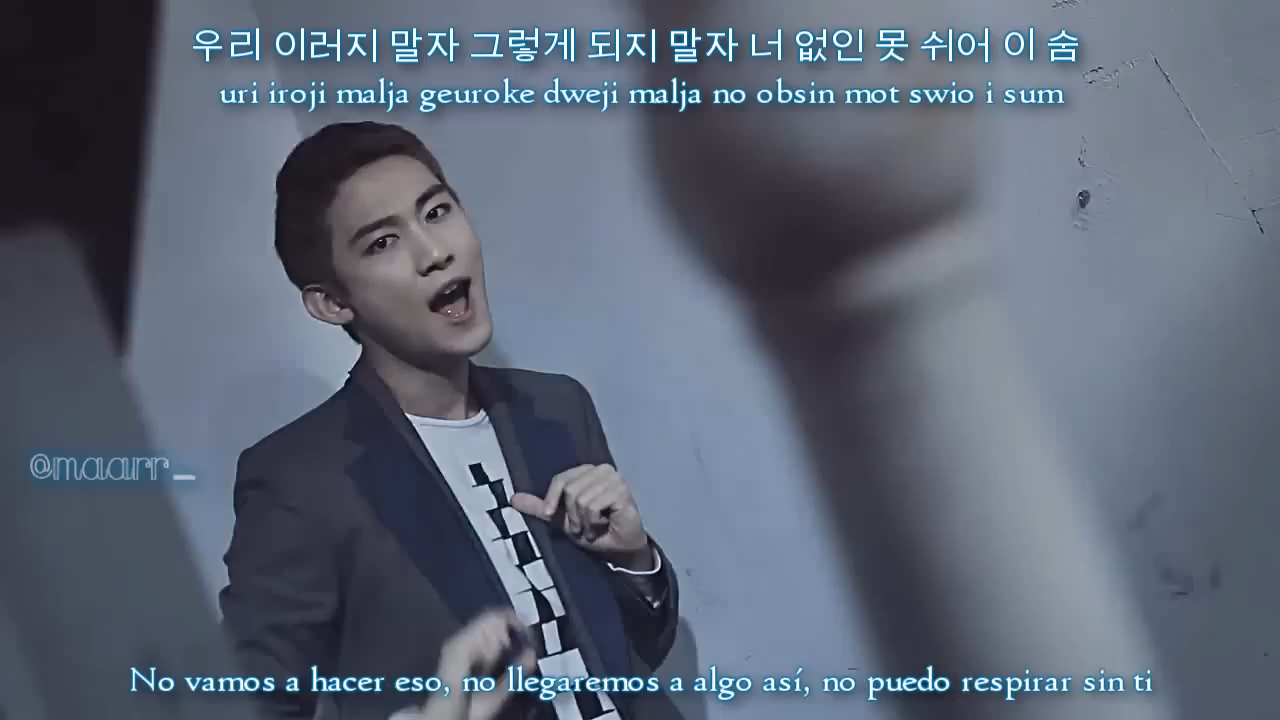 우리 이러지 말자 그렇게 되지 말자 너 없인 못 쉬어 이 숨
uri iroji malja geuroke dweji malja no obsin mot swio i sum
@maarr_
No vamos a hacer eso, no llegaremos a algo así, no puedo respirar sin ti